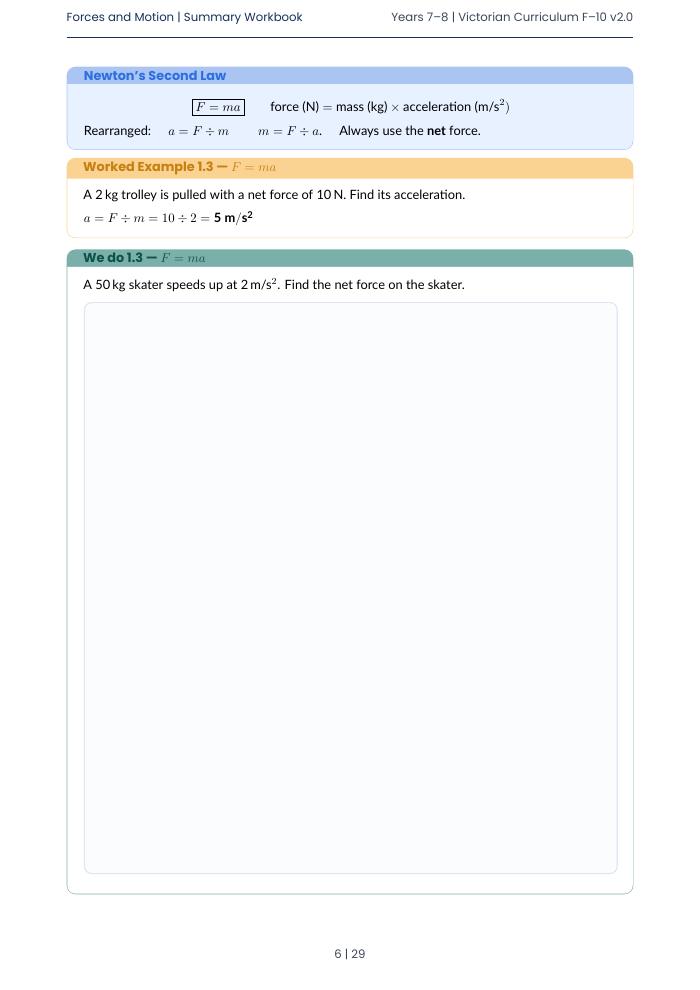 Forces and Motion | Summary Workbook Years 7–8 | Victorian Curriculum F–10 v2.0
Newton's Second Law
F = ma force (N) = mass (kg) × acceleration (m/s²)
Rearranged: a = F ÷ m m = F ÷ a. Always use the net force.
Worked Example 1.3 — F = ma
A 2 kg trolley is pulled with a net force of 10 N. Find its acceleration.
a = F ÷ m = 10 ÷ 2 = 5 m/s²
We do 1.3 — F = ma
A 50 kg skater speeds up at 2 m/s². Find the net force on the skater.
6 | 29